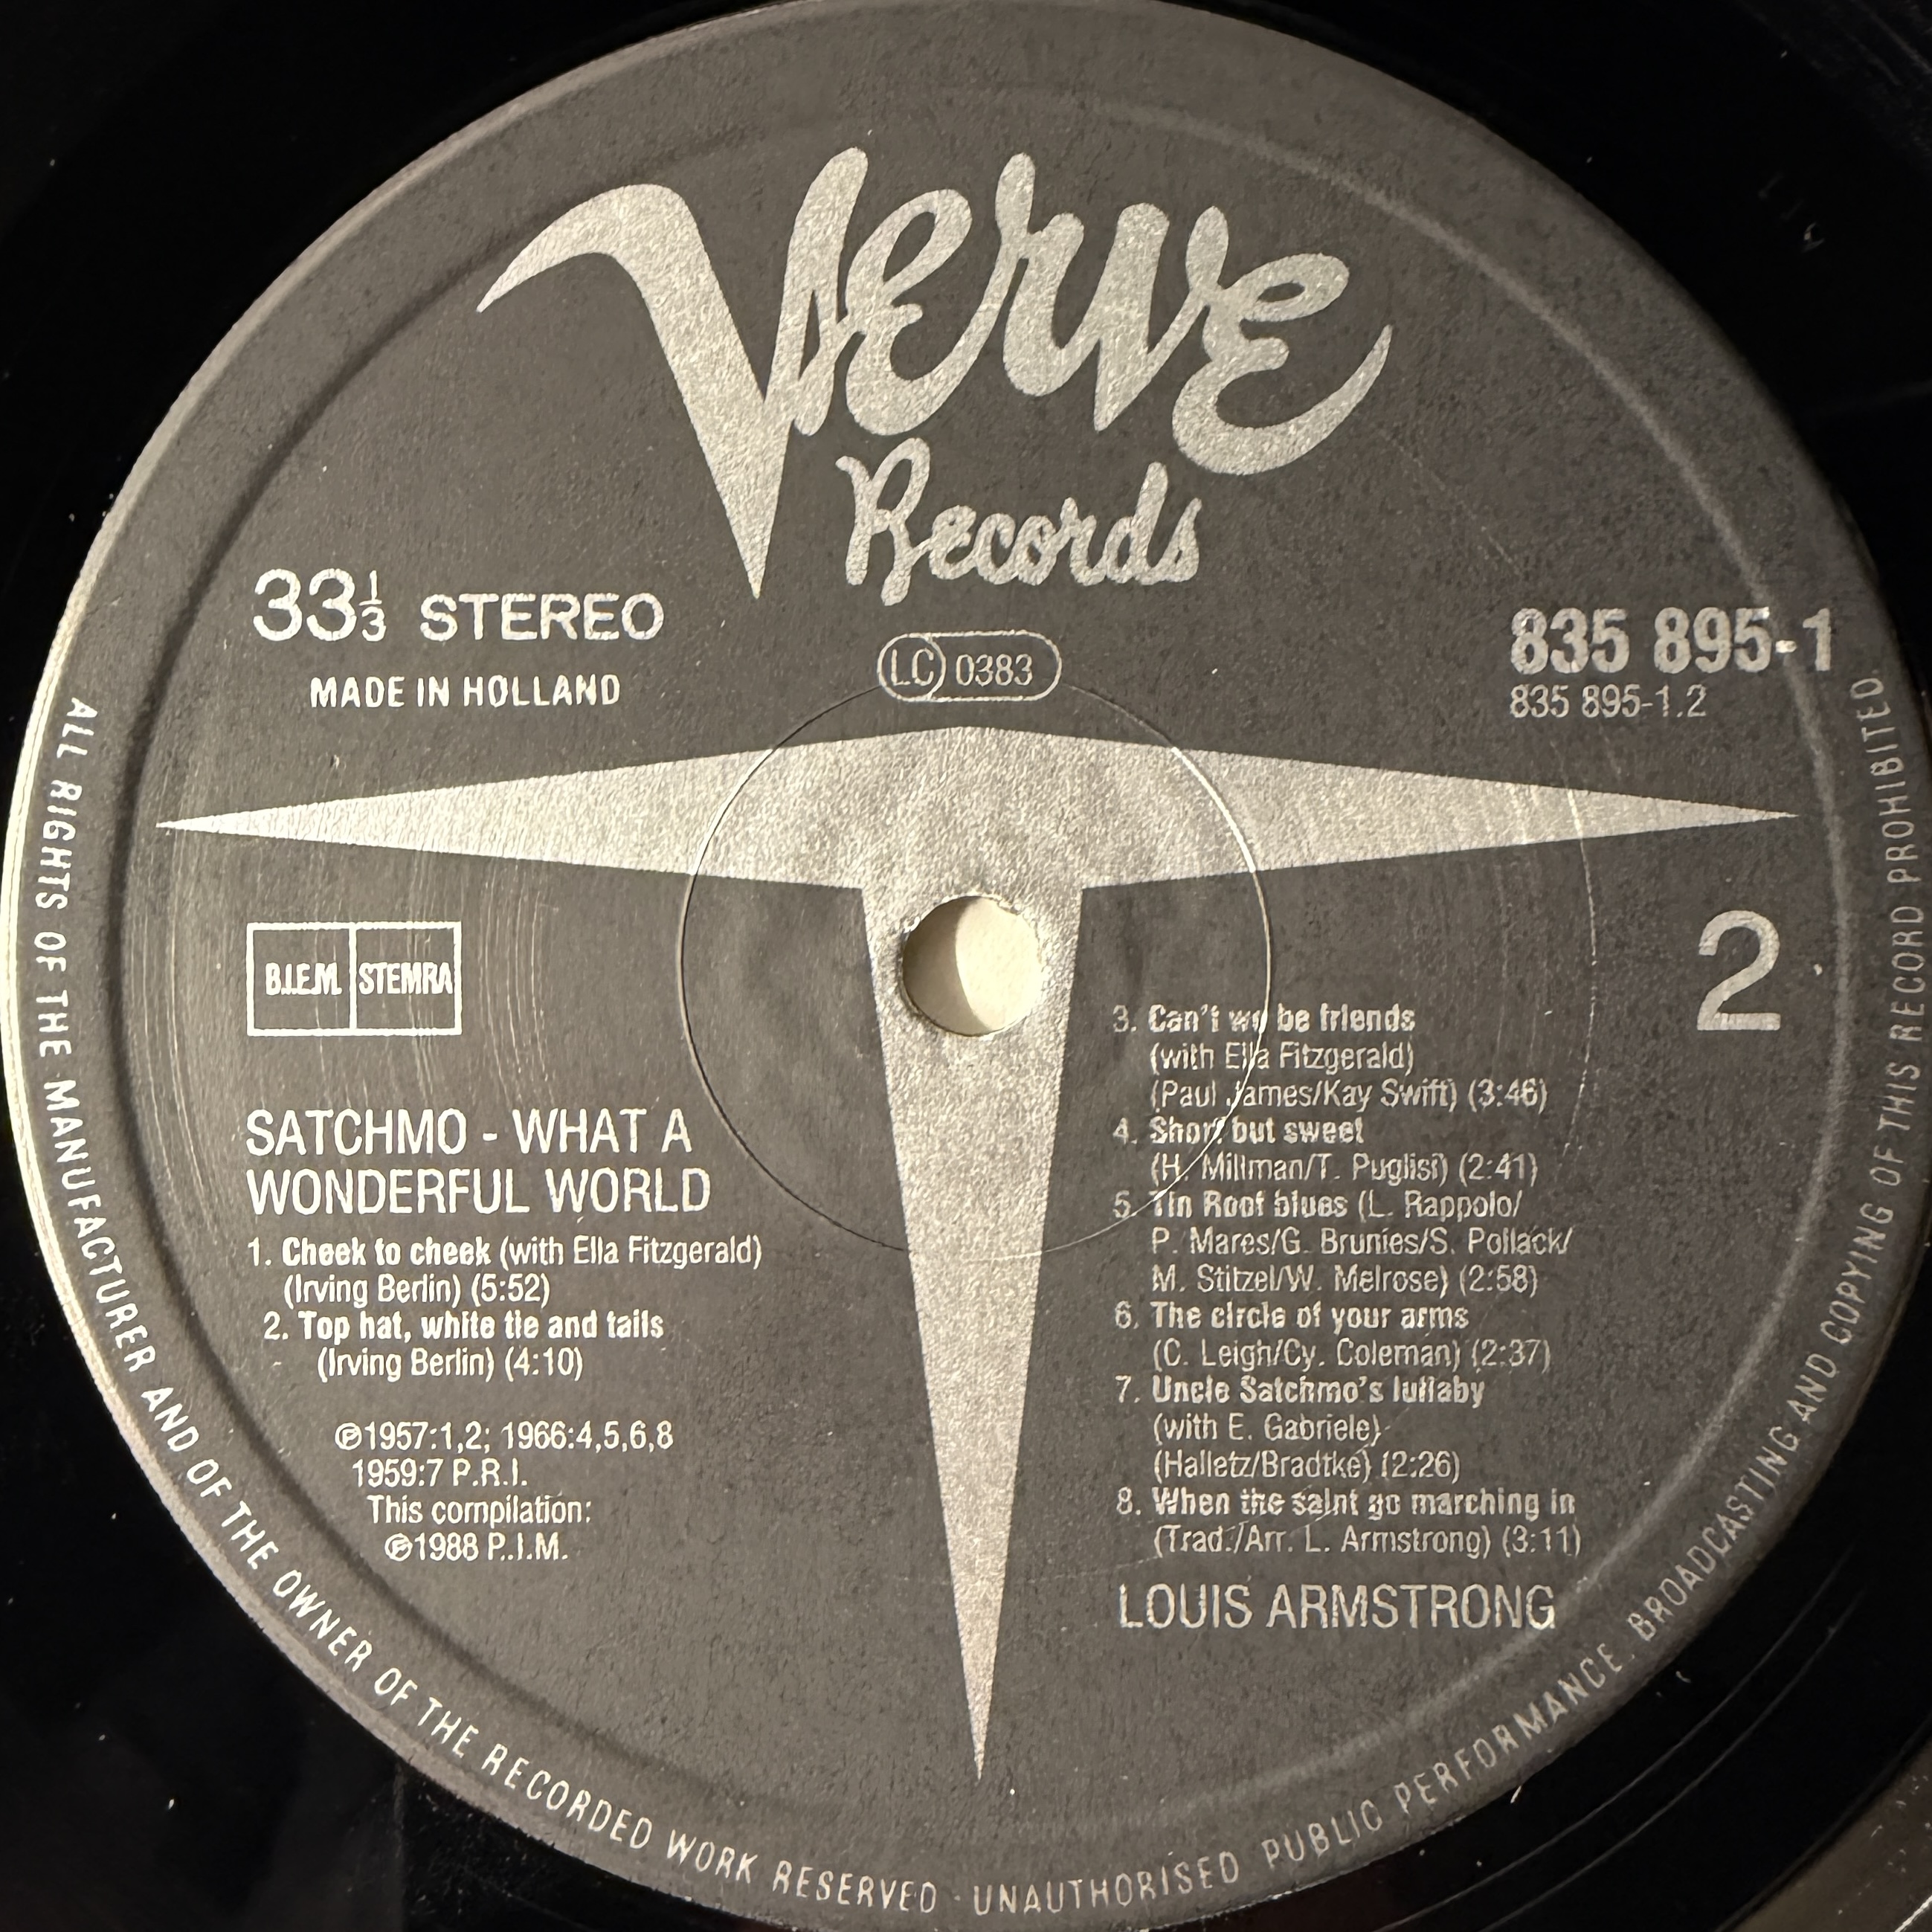 Verve
Records
33⅓ STEREO
MADE IN HOLLAND
LC 0383
835 895-1
835 895-1.2
B.I.E.M. STEMRA
2
SATCHMO - WHAT A
WONDERFUL WORLD
1. Cheek to cheek (with Ella Fitzgerald)
(Irving Berlin) (5:52)
2. Top hat, white tie and tails
(Irving Berlin) (4:10)
℗1957:1,2; 1966:4,5,6,8
1959:7 P.R.I.
This compilation:
℗1988 P.I.M.
3. Can't we be friends
(with Ella Fitzgerald)
(Paul James/Kay Swift) (3:46)
4. Short but sweet
(H. Millman/T. Puglisi) (2:41)
5. Tin Roof blues (L. Rappolo/
P. Mares/G. Brunies/S. Pollack/
M. Stitzel/W. Melrose) (2:58)
6. The circle of your arms
(C. Leigh/Cy. Coleman) (2:37)
7. Uncle Satchmo's lullaby
(with E. Gabriele)
(Halletz/Bradtke) (2:26)
8. When the saint go marching in
(Trad./Arr. L. Armstrong) (3:11)
LOUIS ARMSTRONG
ALL RIGHTS OF THE MANUFACTURER AND OF THE OWNER OF THE RECORDED WORK RESERVED · UNAUTHORISED PUBLIC PERFORMANCE, BROADCASTING AND COPYING OF THIS RECORD PROHIBITED.